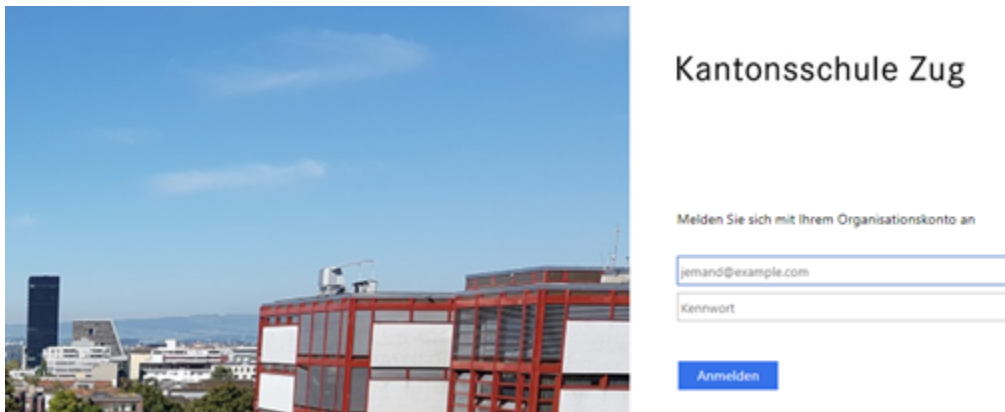 Kantonsschule Zug
Melden Sie sich mit Ihrem Organisationskonto an
jemand@example.com
Kennwort
Anmelden